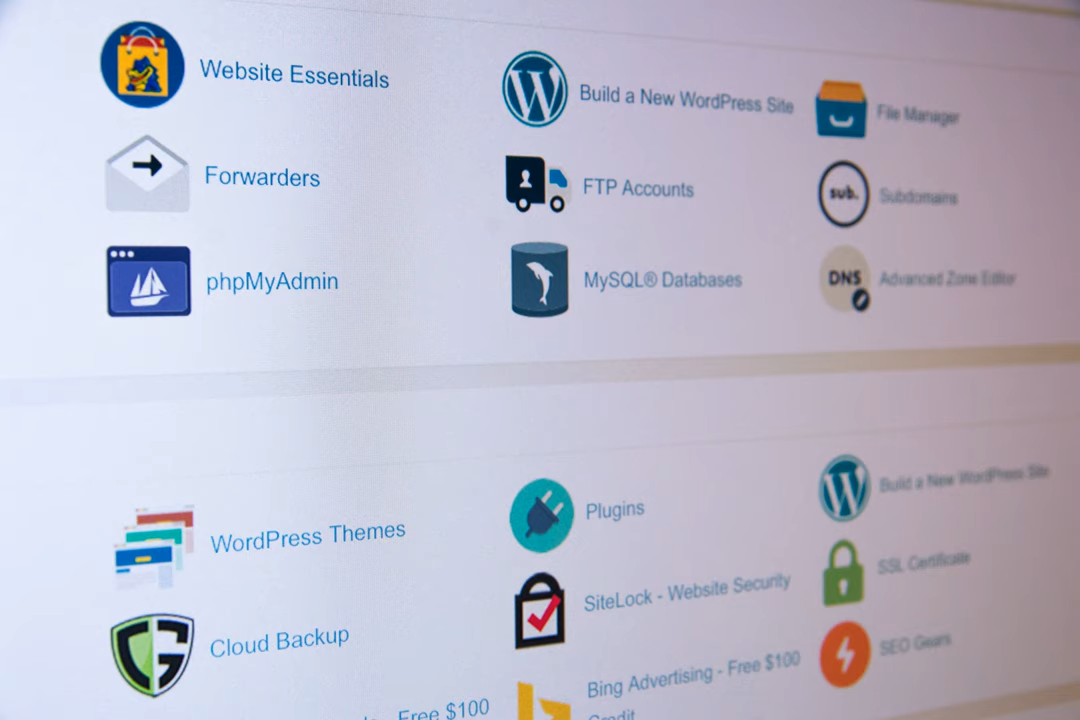 Website Essentials
Build a New WordPress Site
File Manager
Forwarders
FTP Accounts
sub.
Subdomains
phpMyAdmin
MySQL® Databases
DNS
Advanced Zone Editor
WordPress Themes
Plugins
Build a New WordPress Site
Cloud Backup
SiteLock - Website Security
SSL Certificate
Free $100
Bing Advertising - Free $100
Credit
SEO Gears